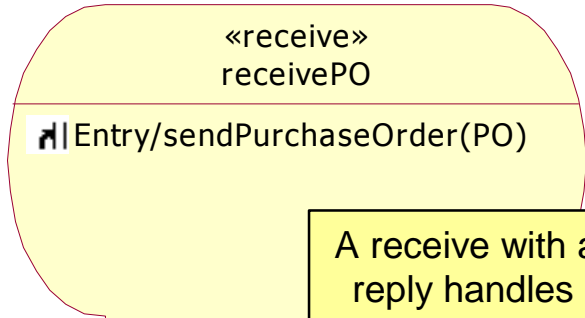 «receive»
receivePO
Entry/sendPurchaseOrder(PO)
A receive with a
reply handles